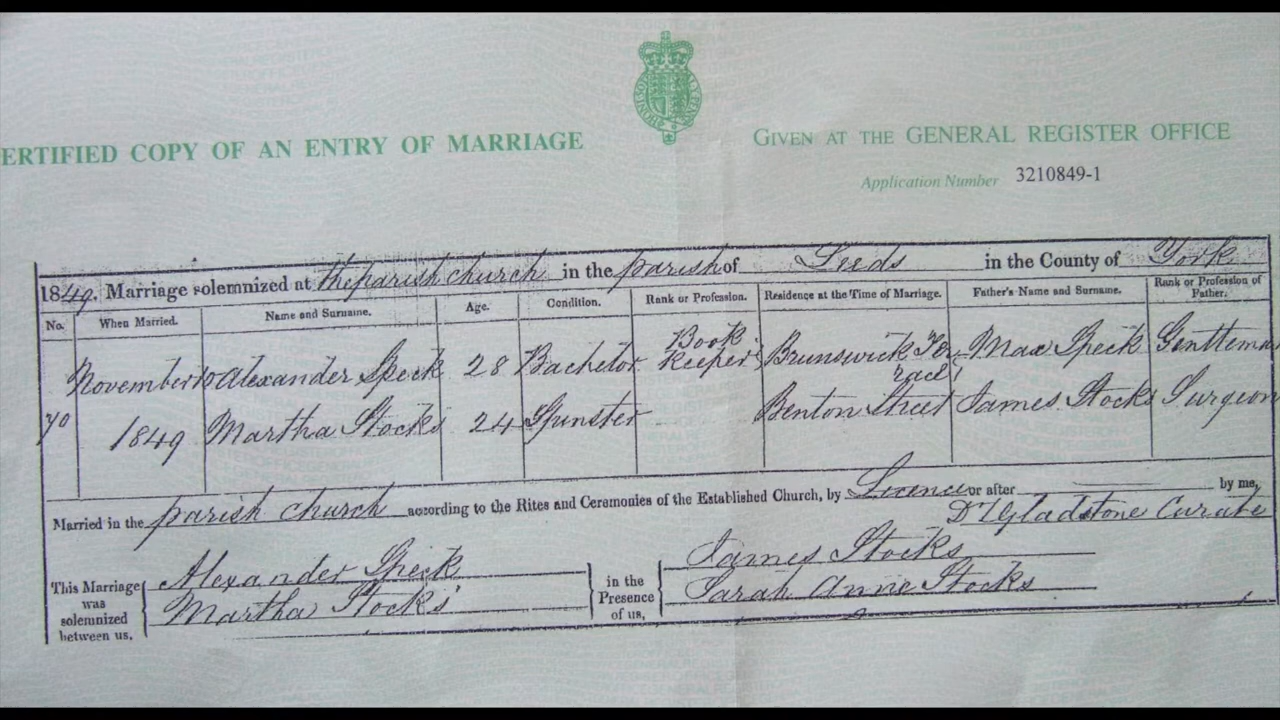 ERTIFIED COPY OF AN ENTRY OF MARRIAGE
GIVEN AT THE GENERAL REGISTER OFFICE
Application Number 3210849-1
1849. Marriage solemnized at the parish church in the parish of Leeds in the County of York
No. When Married. Name and Surname. Age. Condition. Rank or Profession. Residence at the Time of Marriage. Father's Name and Surname. Rank or Profession of Father.
November 10 Alexander Speck 28 Bachelor Book Keeper Brunswick Ter race Max Speck Gentleman
70 1849 Martha Stocks 24 Spinster Benton Street James Stocks Surgeon
Married in the parish church according to the Rites and Ceremonies of the Established Church, by Licence or after by me,
Gladstone Curate
This Marriage was solemnized between us, Alexander Speck Martha Stocks in the Presence of us, James Stocks Sarah Anne Stocks